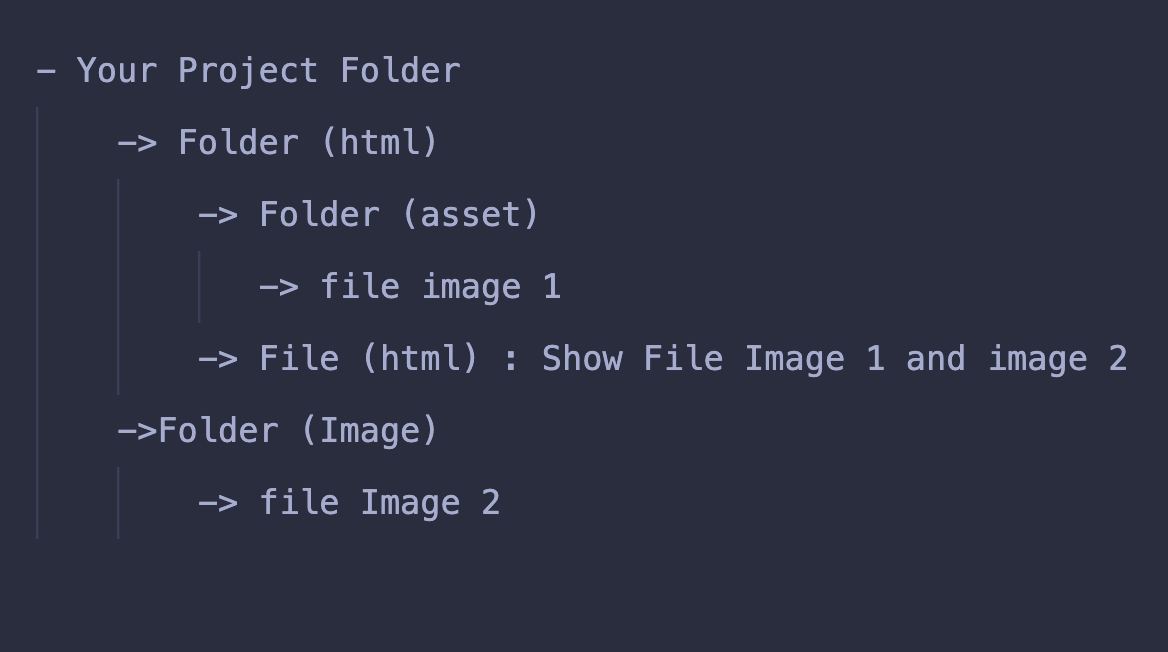 - Your Project Folder
-> Folder (html)
-> Folder (asset)
-> file image 1
-> File (html) : Show File Image 1 and image 2
->Folder (Image)
-> file Image 2